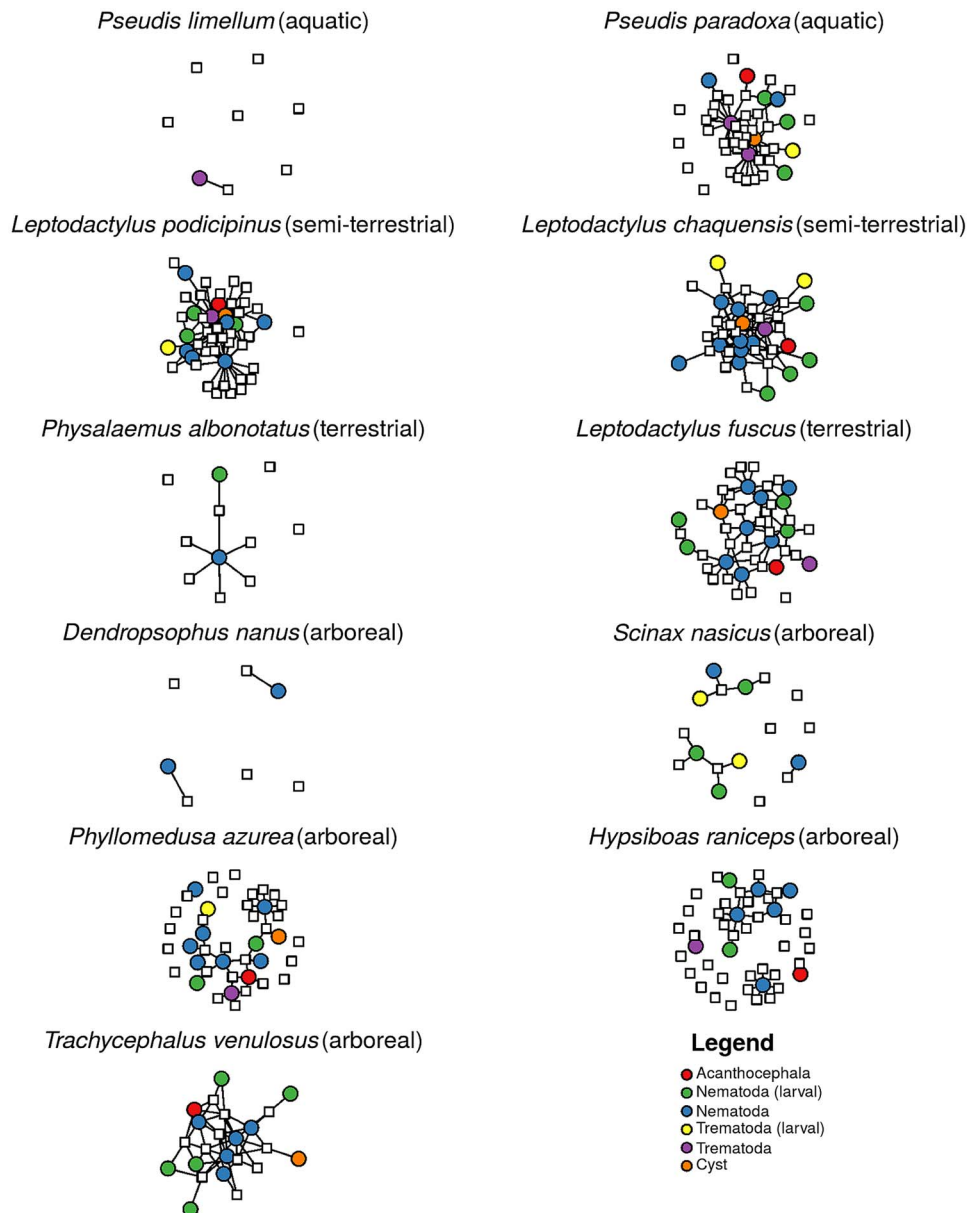 Pseudis limellum (aquatic)
Pseudis paradoxa (aquatic)
Leptodactylus podicipinus (semi-terrestrial)
Leptodactylus chaquensis (semi-terrestrial)
Physalaemus albonotatus (terrestrial)
Leptodactylus fuscus (terrestrial)
Dendropsophus nanus (arboreal)
Scinax nasicus (arboreal)
Phyllomedusa azurea (arboreal)
Hypsiboas raniceps (arboreal)
Trachycephalus venulosus (arboreal)
Legend
Acanthocephala
Nematoda (larval)
Nematoda
Trematoda (larval)
Trematoda
Cyst